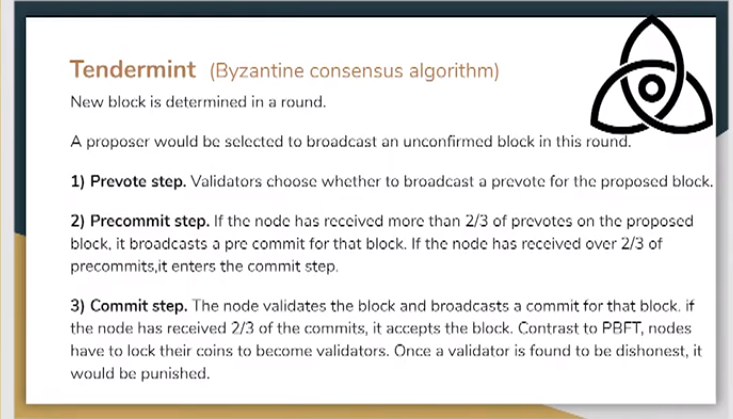 Tendermint (Byzantine consensus algorithm)
New block is determined in a round.
A proposer would be selected to broadcast an unconfirmed block in this round.
1) Prevote step. Validators choose whether to broadcast a prevote for the proposed block.
2) Precommit step. If the node has received more than 2/3 of prevotes on the proposed
block, it broadcasts a pre commit for that block. If the node has received over 2/3 of
precommits,it enters the commit step.
3) Commit step. The node validates the block and broadcasts a commit for that block. if
the node has received 2/3 of the commits, it accepts the block. Contrast to PBFT, nodes
have to lock their coins to become validators. Once a validator is found to be dishonest, it
would be punished.